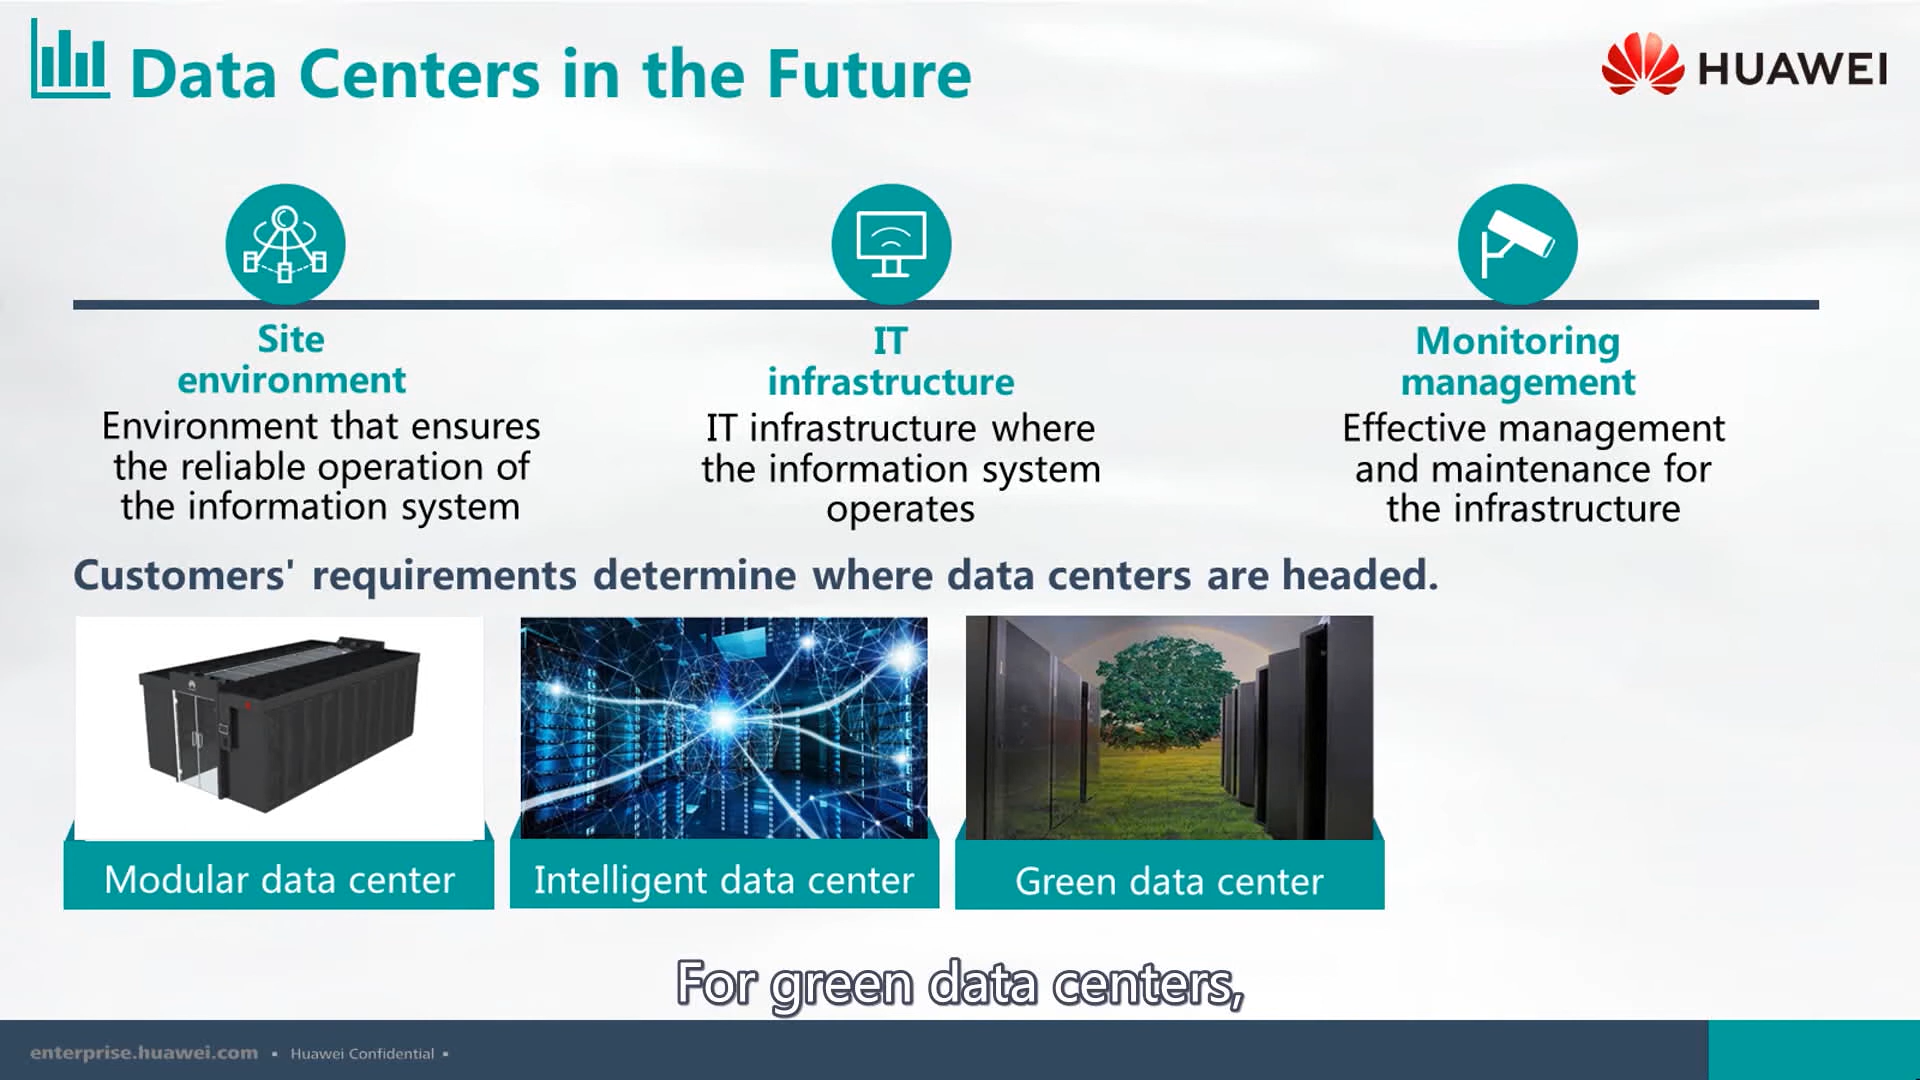 Data Centers in the Future
HUAWEI
Site
environment
Environment that ensures
the reliable operation of
the information system
IT
infrastructure
IT infrastructure where
the information system
operates
Monitoring
management
Effective management
and maintenance for
the infrastructure
Customers' requirements determine where data centers are headed.
Modular data center
Intelligent data center
Green data center
For green data centers,
enterprise.huawei.com ▪ Huawei Confidential ▪